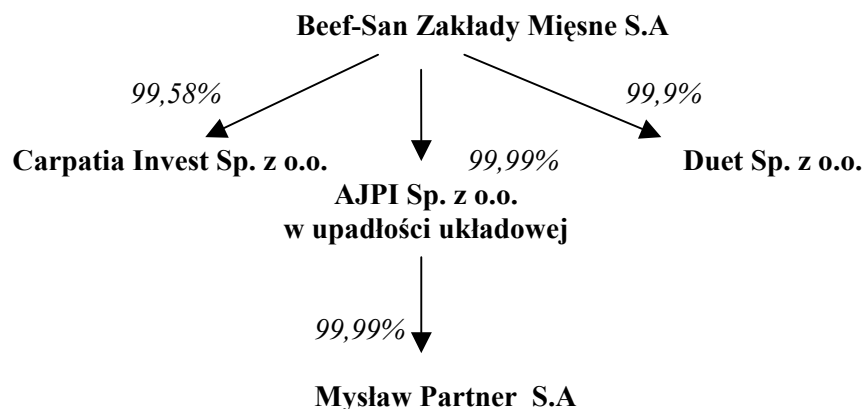 Beef-San Zakłady Mięsne S.A
99,58%
99,9%
Carpatia Invest Sp. z o.o.
99,99%
Duet Sp. z o.o.
AJPI Sp. z o.o.
w upadłości układowej
99,99%
Mysław Partner S.A